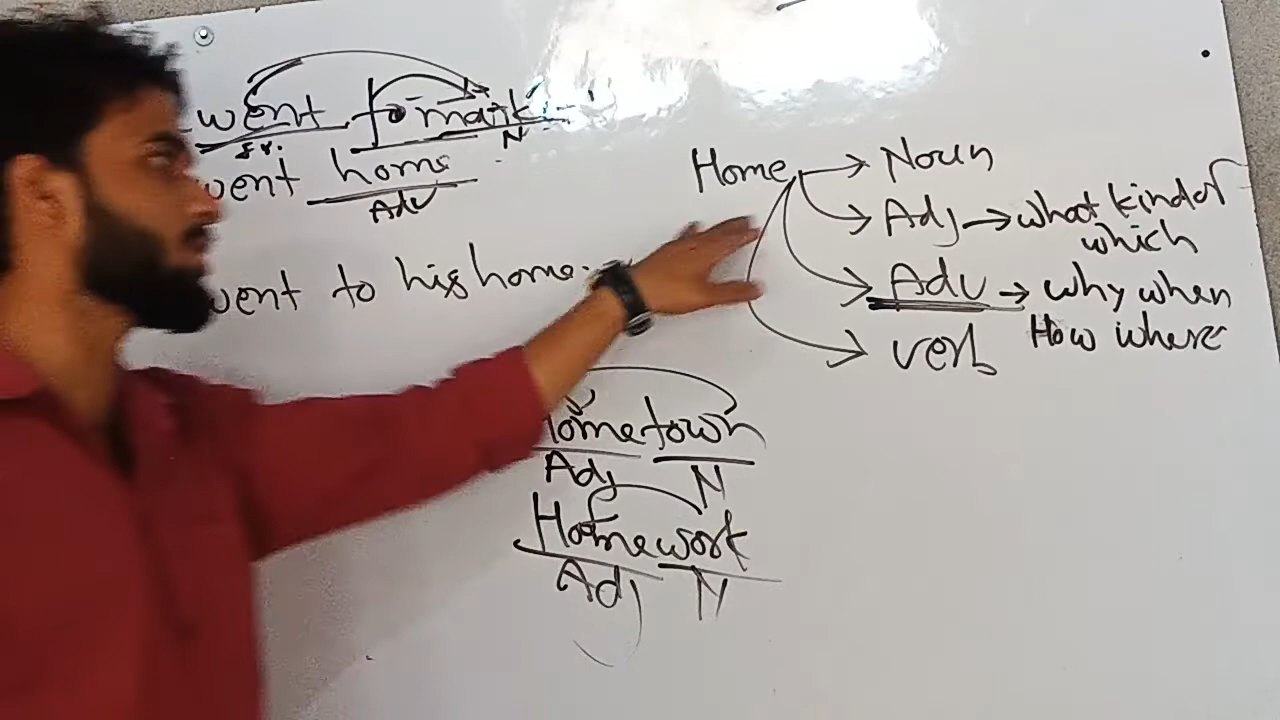 went to mark
I.V.
N
went home
Adv
went to his home.
Home → Noun
Adj → what kind of
which
Adv → why when
How where
verb
Hometown
Adj N
Homework
Adj N